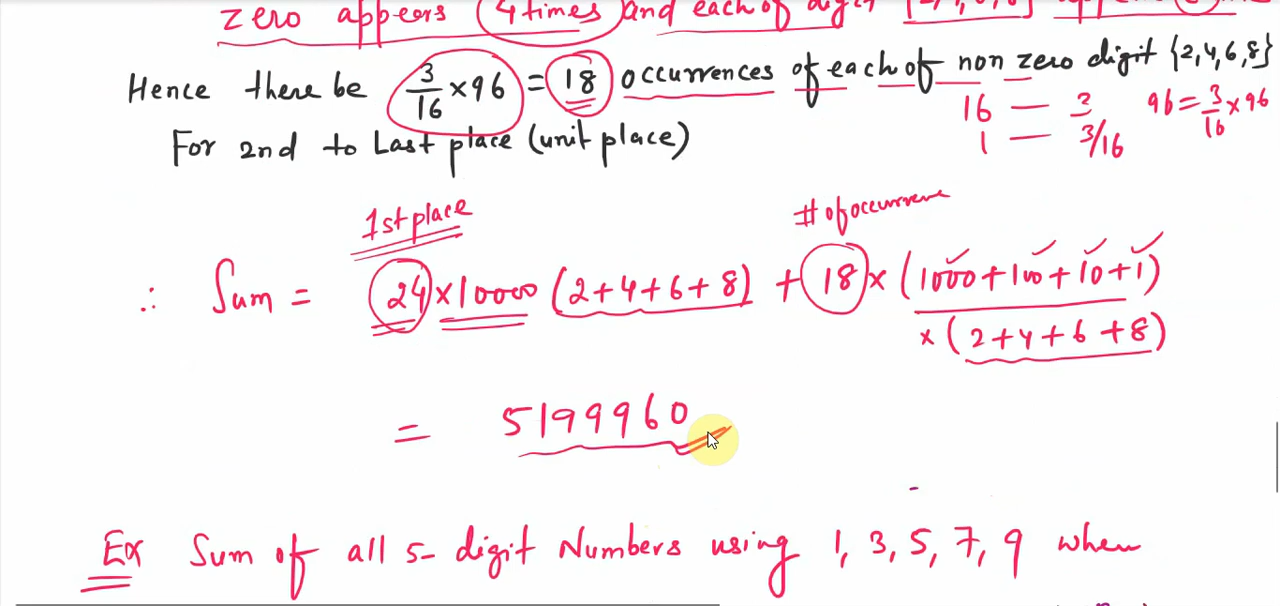 zero appears (4 times) and each of digit
Hence there be 3/16 × 96 = 18 occurrences of each of non zero digit {2,4,6,8}
16 — 3 96 = 3/16 × 96
1 — 3/16
For 2nd to Last place (unit place)
1st place # of occurrence
∴ Sum = 24 × 10000 (2+4+6+8) + 18 × (1000+100+10+1)
× (2+4+6+8)
= 5199960
Ex Sum of all 5- digit Numbers using 1, 3, 5, 7, 9 when